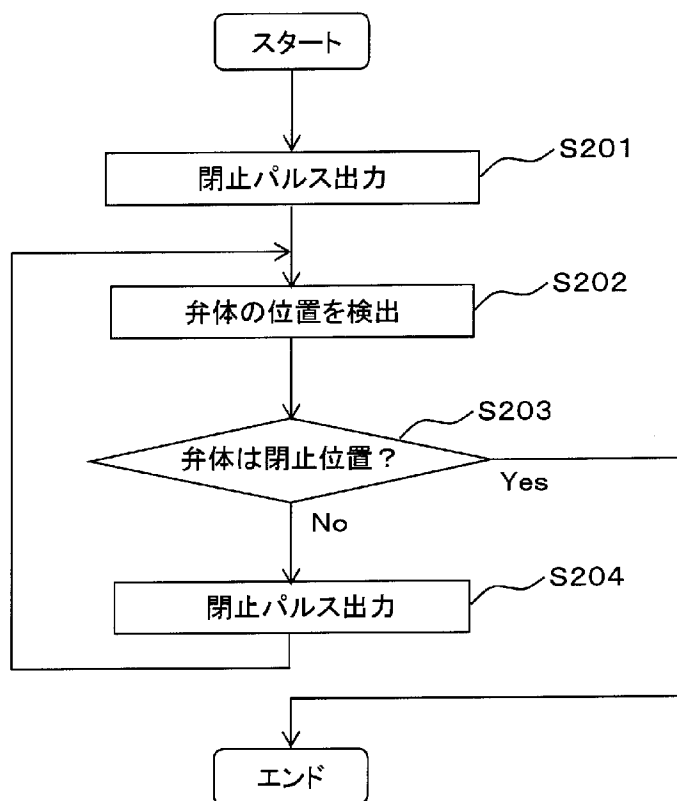 スタート
閉止パルス出力
S201
弁体の位置を検出
S202
弁体は閉止位置？
S203
Yes
No
閉止パルス出力
S204
エンド